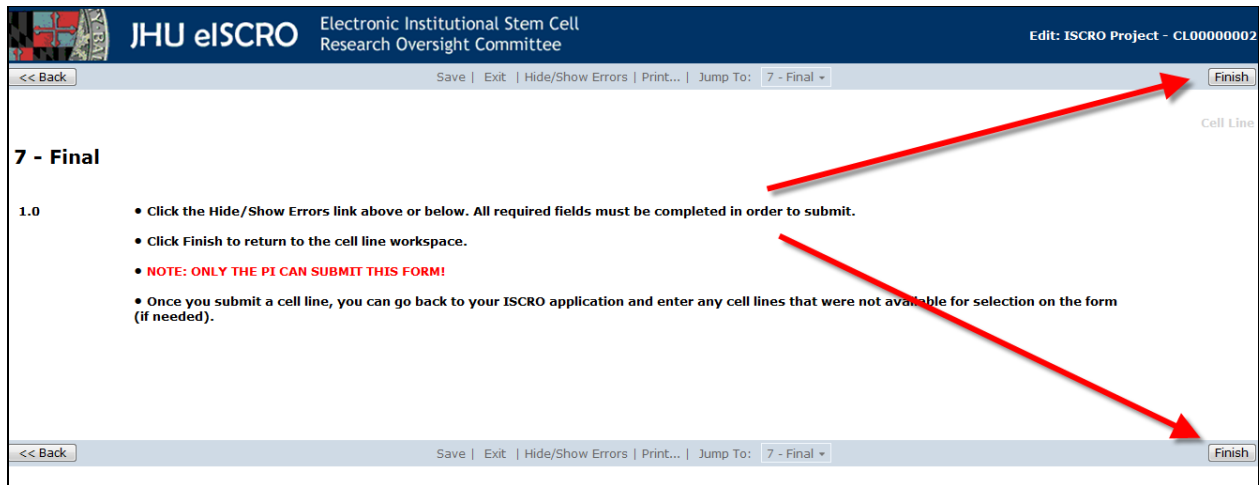 JHU eISCRO
Electronic Institutional Stem Cell
Research Oversight Committee
Edit: ISCRO Project - CL00000002
<< Back
Save | Exit | Hide/Show Errors | Print... | Jump To: 7 - Final
Finish
Cell Line
7 - Final
1.0
• Click the Hide/Show Errors link above or below. All required fields must be completed in order to submit.
• Click Finish to return to the cell line workspace.
• NOTE: ONLY THE PI CAN SUBMIT THIS FORM!
• Once you submit a cell line, you can go back to your ISCRO application and enter any cell lines that were not available for selection on the form
(if needed).
<< Back
Save | Exit | Hide/Show Errors | Print... | Jump To: 7 - Final
Finish